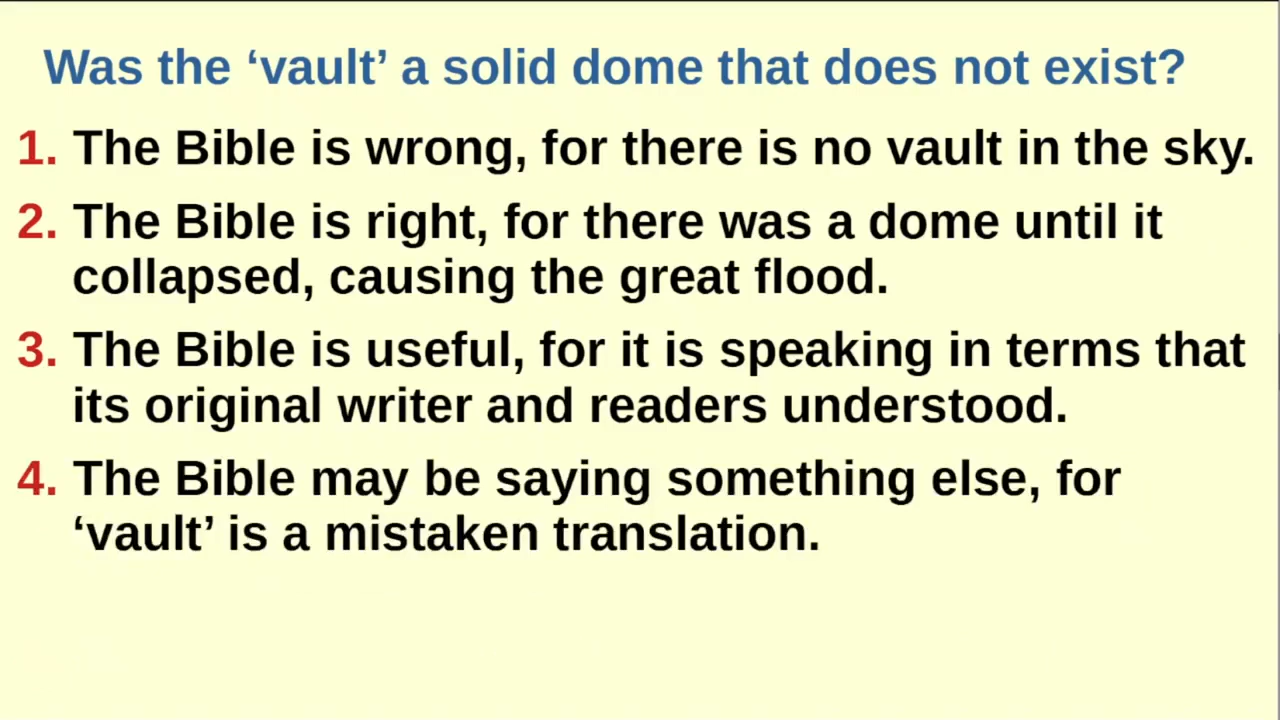 Was the ‘vault’ a solid dome that does not exist?
1. The Bible is wrong, for there is no vault in the sky.
2. The Bible is right, for there was a dome until it
collapsed, causing the great flood.
3. The Bible is useful, for it is speaking in terms that
its original writer and readers understood.
4. The Bible may be saying something else, for
‘vault’ is a mistaken translation.